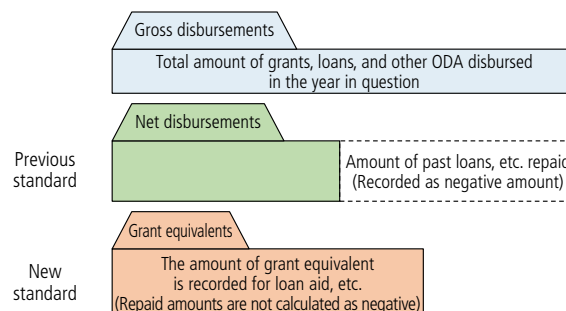 Gross disbursements
Total amount of grants, loans, and other ODA disbursed
in the year in question
Net disbursements
Previous
standard
Amount of past loans, etc. repaid
(Recorded as negative amount)
Grant equivalents
New
standard
The amount of grant equivalent
is recorded for loan aid, etc.
(Repaid amounts are not calculated as negative)